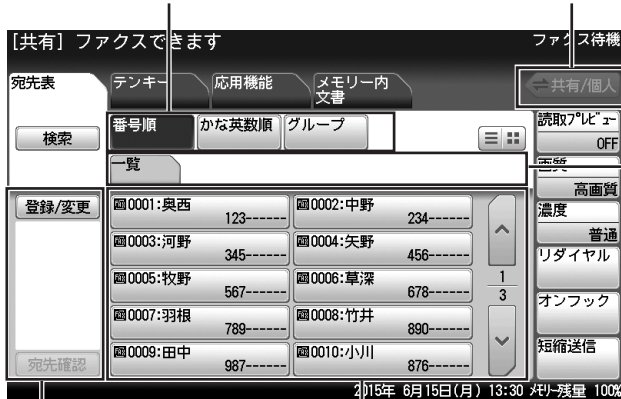 [共有] ファクスできます
ファクス待機
宛先表
テンキー
応用機能
メモリー内
文書
共有/個人
検索
番号順
かな英数順
グループ
読取プレビュー
OFF
一覧
画質
高画質
登録/変更
0001:奥西
123------
0002:中野
234------
濃度
普通
0003:河野
345------
0004:矢野
456------
リダイヤル
0005:牧野
567------
0006:草深
678------
1
3
オンフック
0007:羽根
789------
0008:竹井
890------
短縮送信
0009:田中
987------
0010:小川
876------
宛先確認
2015年 6月15日(月) 13:30 メモリー残量 100%